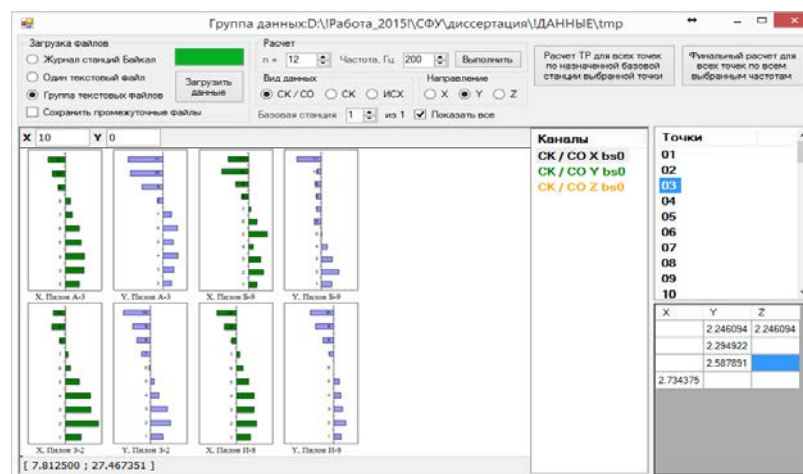 Группа данных:D:\!Работа_2015!\СФУ\диссертация\!ДАННЫЕ\tmp
Загрузка файлов
Журнал станций Байкал
Один текстовый файл
Группа текстовых файлов
Сохранить промежуточные файлы
Загрузить данные
Расчет
n = 12 Частота, Гц 200 Выполнить
Вид данных
СК / СО СК ИСХ
Направление
X Y Z
Базовая станция 1 из 1 Показать все
Расчет ТР для всех точек
по назначенной базовой
станции выбранной точки
Финальный расчет для
всех точек по всем
выбранным частотам
X 10 Y 0
X, Пилон А-3 Y, Пилон А-3 X, Пилон Б-9 Y, Пилон Б-9
X, Пилон З-2 Y, Пилон З-2 X, Пилон И-8 Y, Пилон И-9
[ 7.812500 ; 27.467351 ]
Каналы
СК / СО X bs0
СК / СО Y bs0
СК / СО Z bs0
Точки
01
02
03
04
05
06
07
08
09
10
X Y Z
2.246094 2.246094
2.294922
2.587891
2.734375